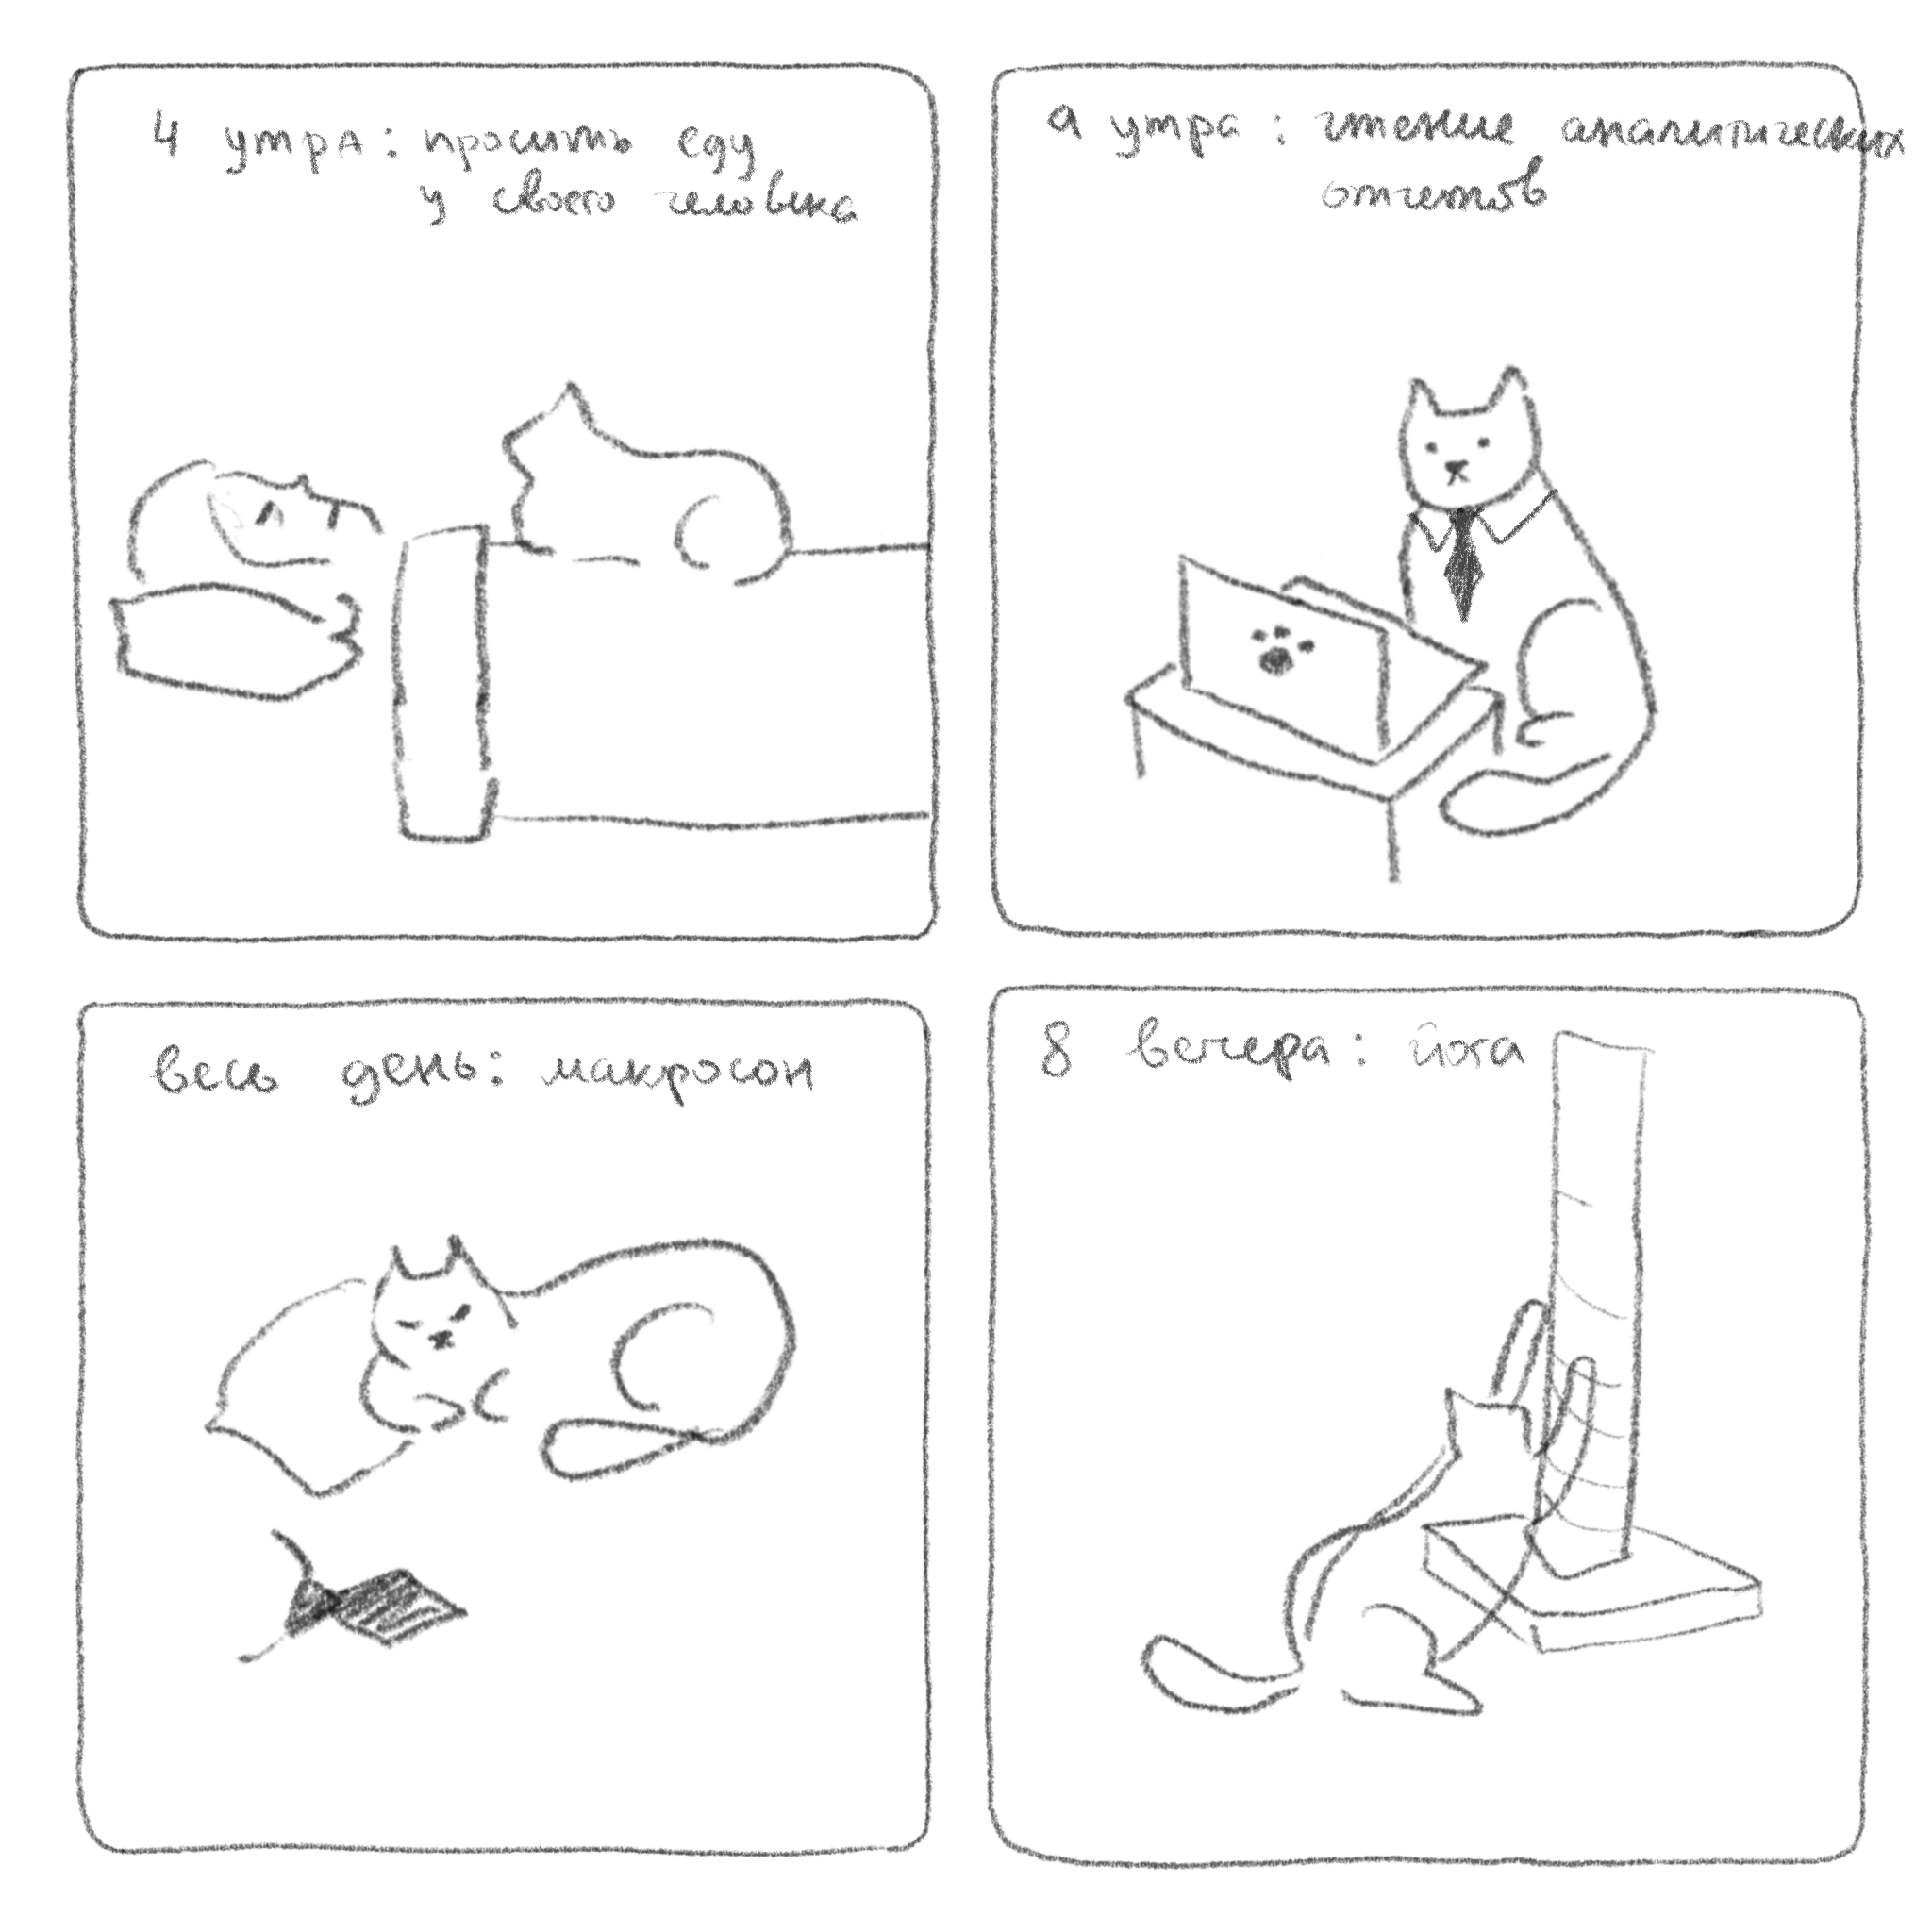 4 утра: просить еду
у своего человека
9 утра: чтение аналитических
отчетов
весь день: макросон
8 вечера: йога